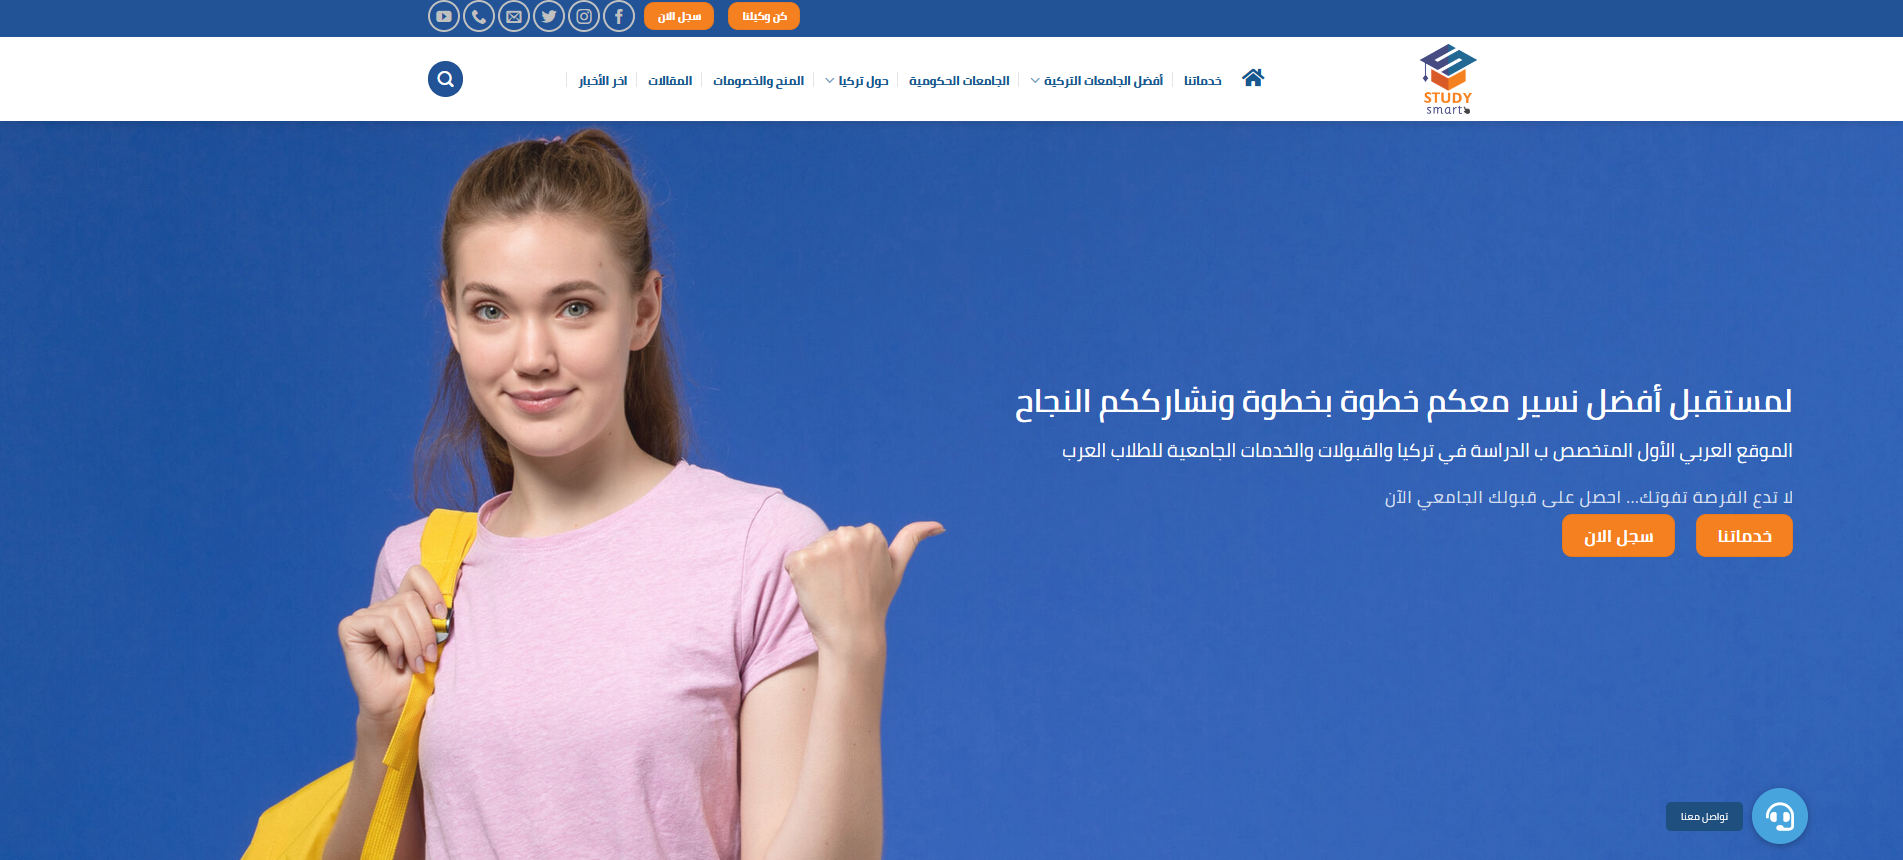 كن وكيلنا
سجل الان
STUDY
smart
خدماتنا
أفضل الجامعات التركية
الجامعات الحكومية
حول تركيا
المنح والخصومات
المقالات
اخر الأخبار
لمستقبل أفضل نسير معكم خطوة بخطوة ونشارككم النجاح
الموقع العربي الأول المتخصص ب الدراسة في تركيا والقبولات والخدمات الجامعية للطلاب العرب
لا تدع الفرصة تفوتك... احصل على قبولك الجامعي الآن
خدماتنا
سجل الان
تواصل معنا